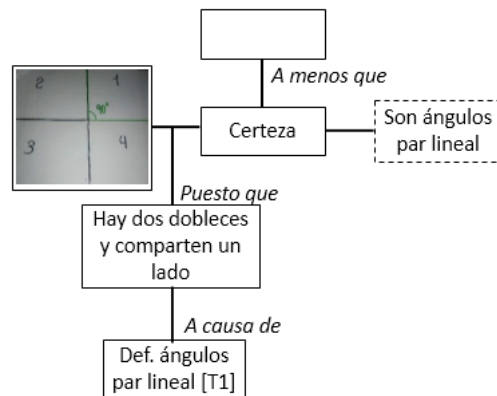 A menos que
2
1
90°
3
4
Certeza
Son ángulos
par lineal
Puesto que
Hay dos dobleces
y comparten un
lado
A causa de
Def. ángulos
par lineal [T1]